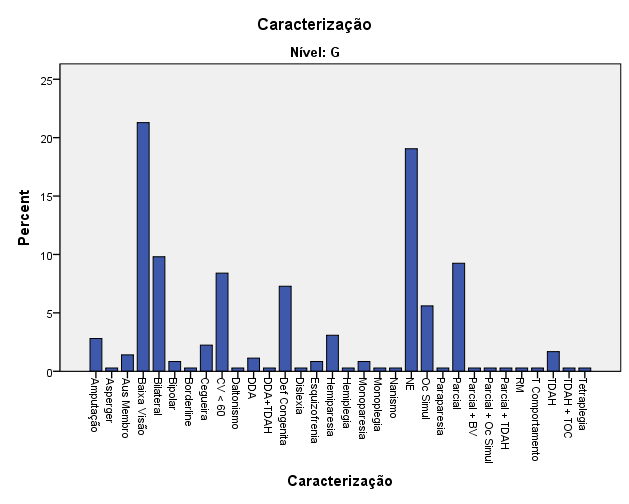 Caracterização
Nível: G
Percent
25
20
15
10
5
0
Amputação
Asperger
Aus Membro
Baixa Visão
Bilateral
Bipolar
Borderline
Cegueira
CV < 60
Daltonismo
DDA
DDA+TDAH
Def Congenita
Dislexia
Esquizofrenia
Hemiparesia
Hemiplegia
Monoparesia
Monoplegia
Nanismo
NE
Oc Simul
Paraparesia
Parcial
Parcial + BV
Parcial + Oc Simul
Parcial + TDAH
RM
T Comportamento
TDAH
TDAH + TOC
Tetraplegia
Caracterização